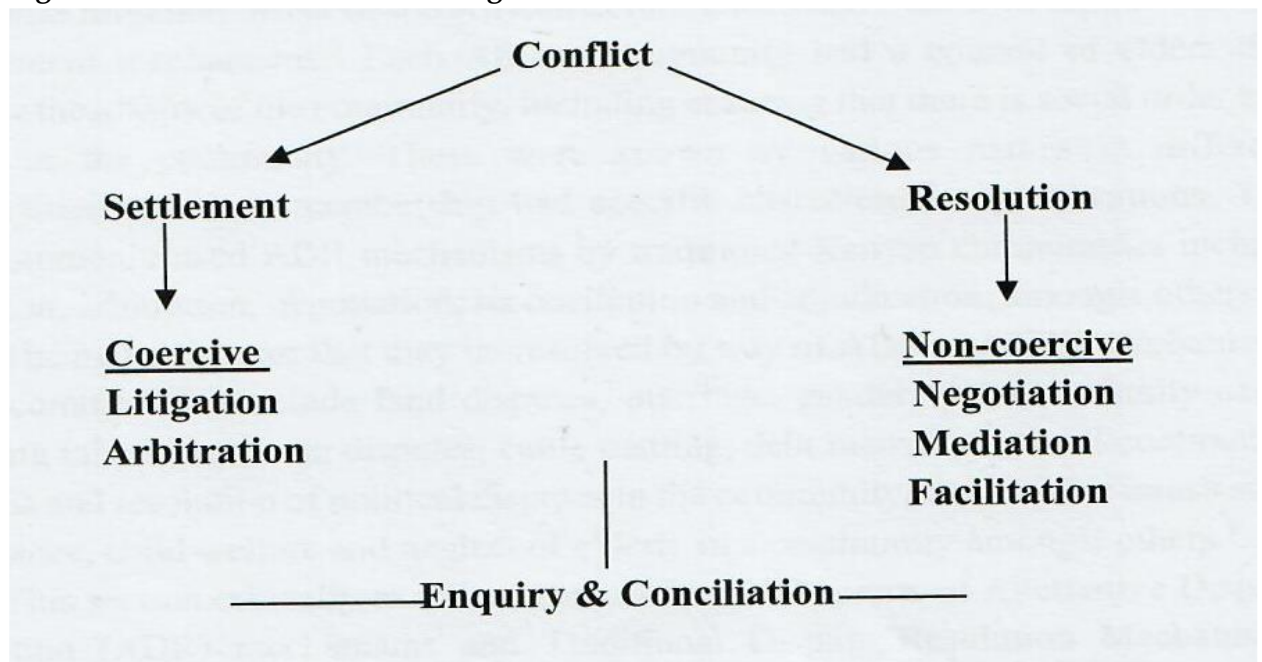 Conflict
Settlement Resolution
Coercive Non-coercive
Litigation Negotiation
Arbitration Mediation
Facilitation
Enquiry & Conciliation